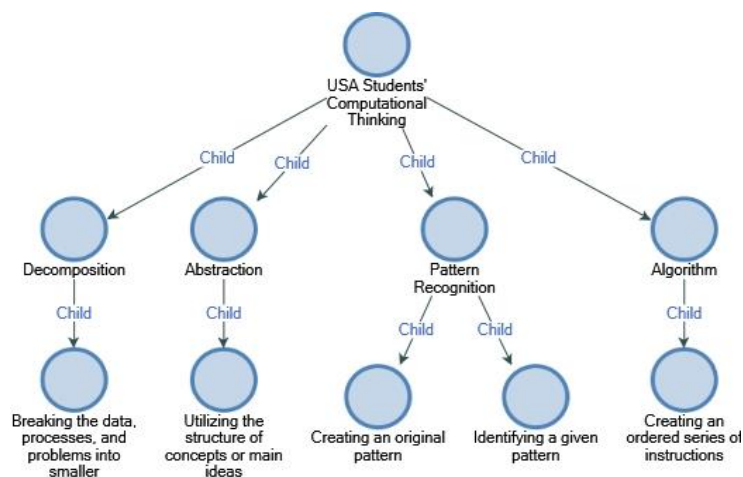 USA Students'
Computational
Thinking
Child
Child
Child
Child
Decomposition
Abstraction
Pattern
Recognition
Algorithm
Child
Child
Child
Child
Child
Breaking the data,
processes, and
problems into
smaller
Utilizing the
structure of
concepts or main
ideas
Creating an original
pattern
Identifying a given
pattern
Creating an
ordered series of
instructions